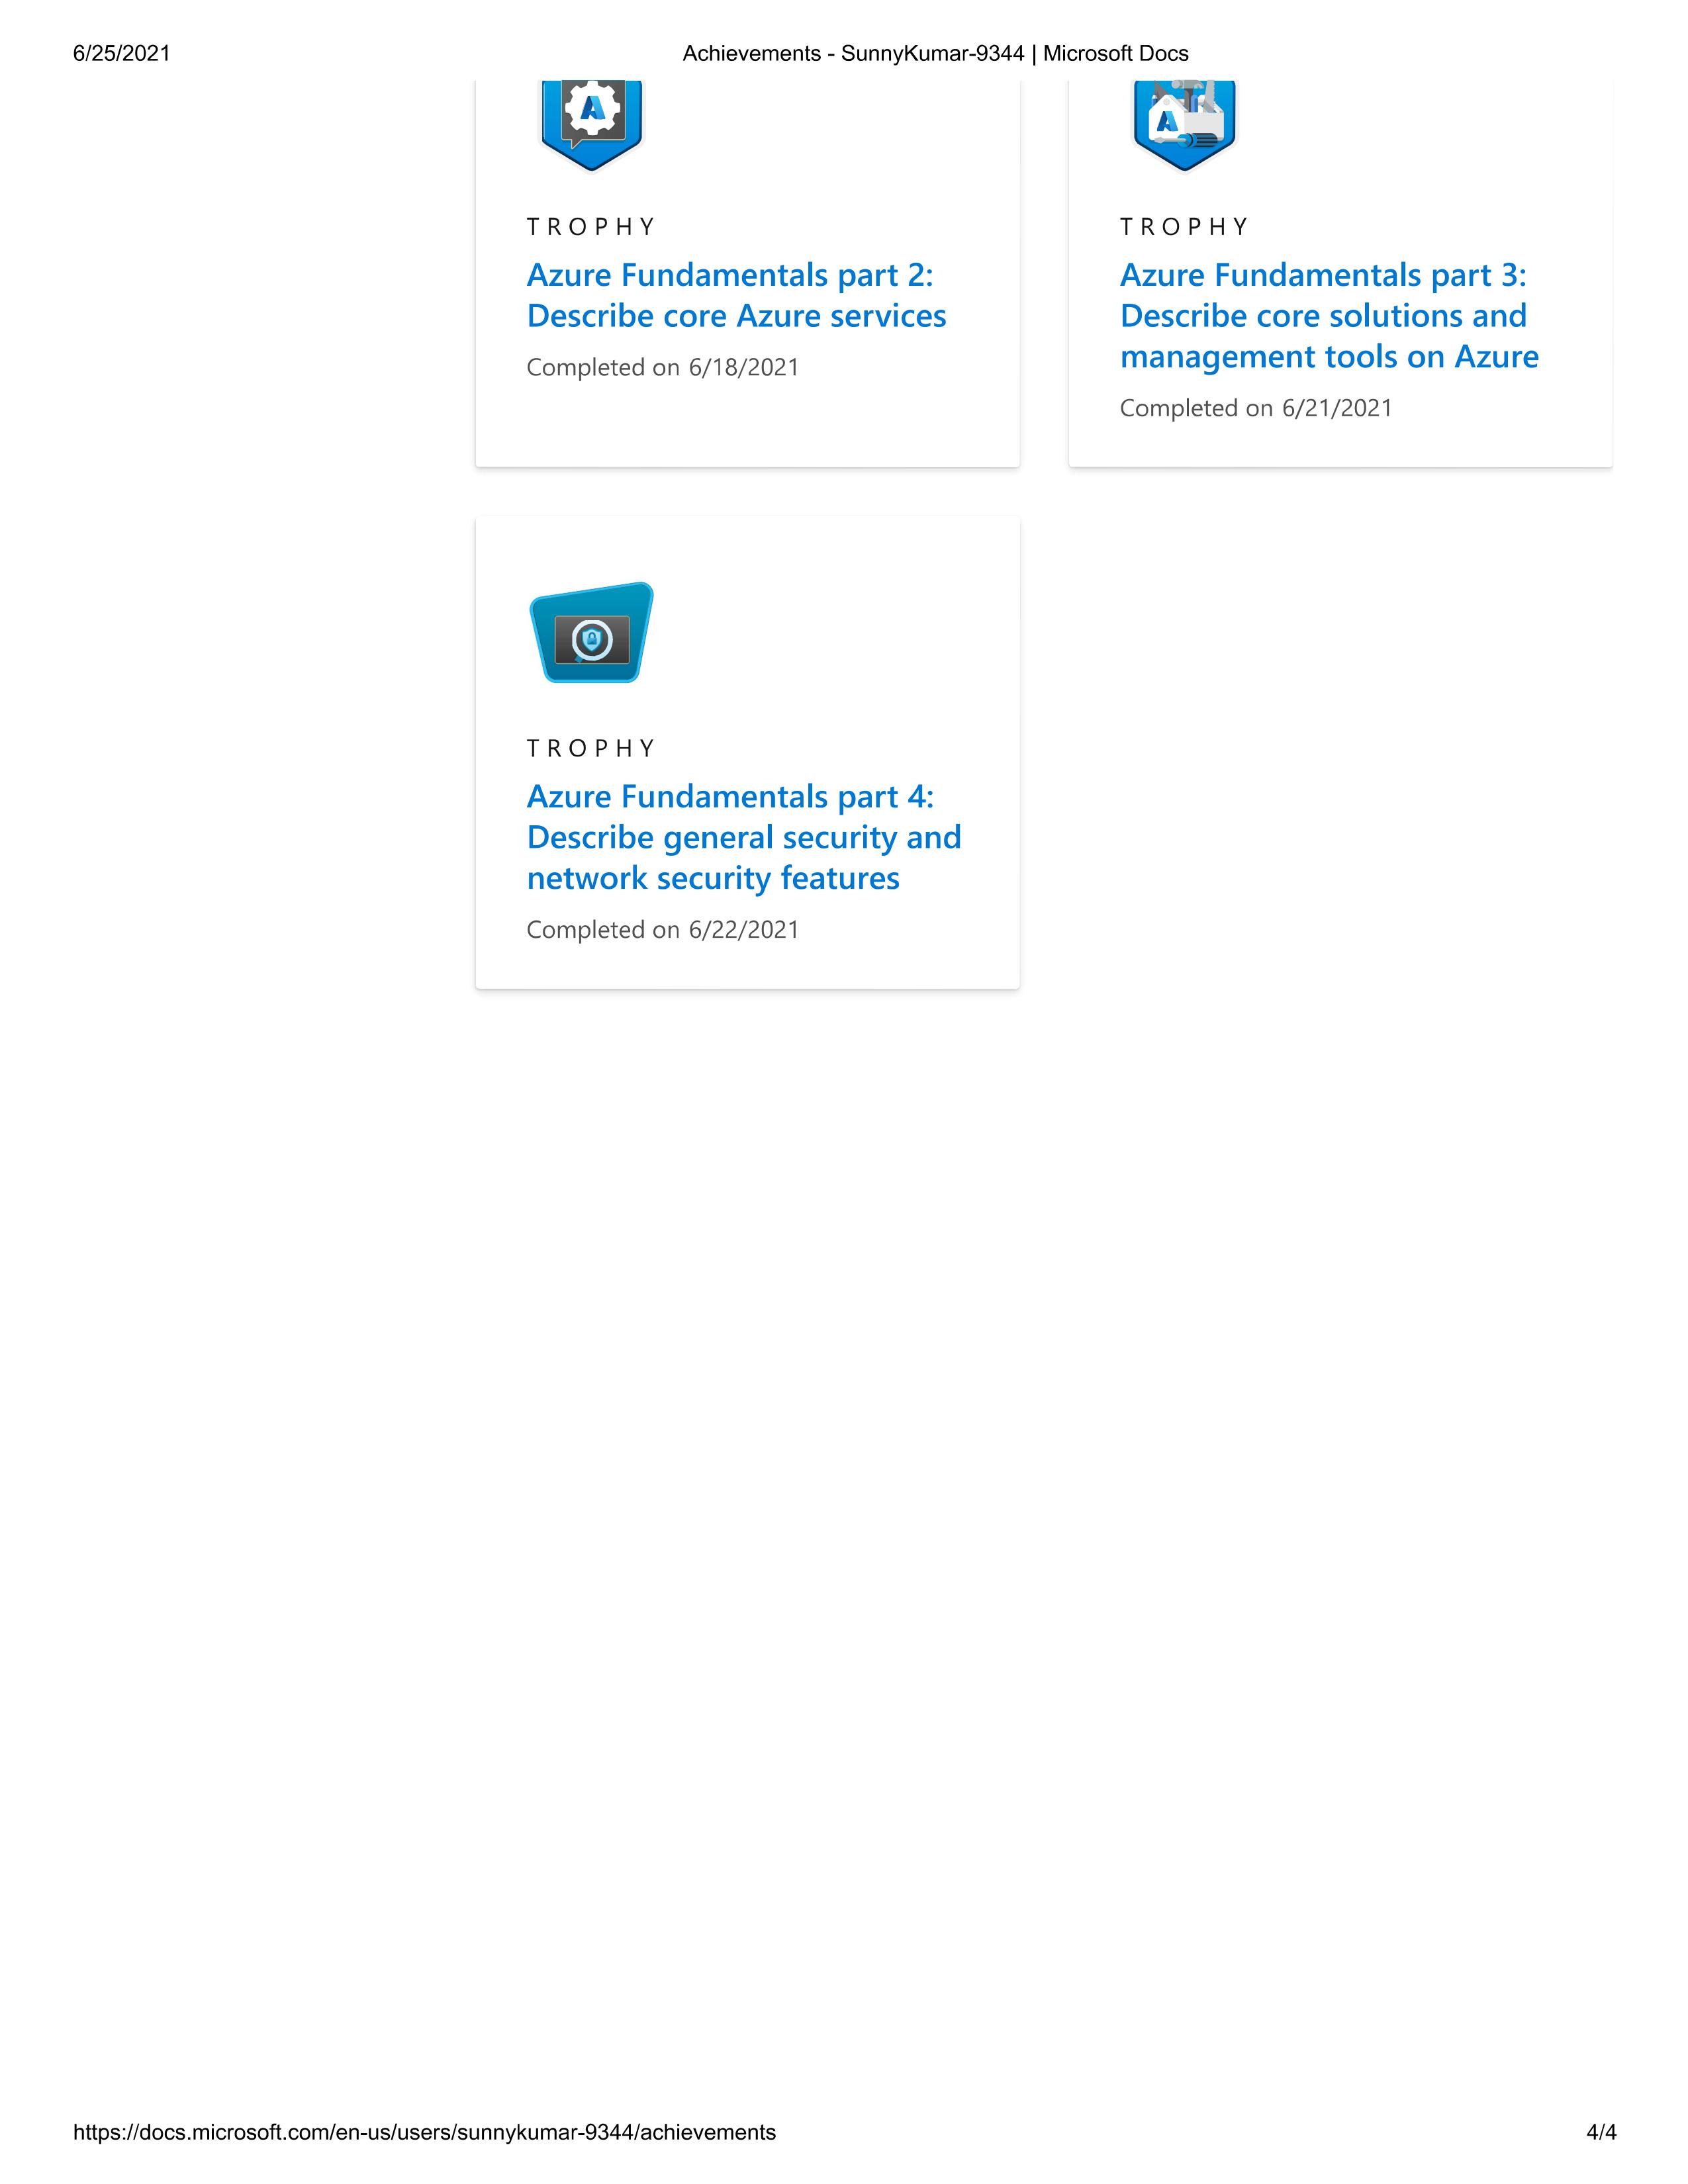 6/25/2021 Achievements - SunnyKumar-9344 | Microsoft Docs
TROPHY
Azure Fundamentals part 2:
Describe core Azure services
Completed on 6/18/2021
TROPHY
Azure Fundamentals part 3:
Describe core solutions and
management tools on Azure
Completed on 6/21/2021
TROPHY
Azure Fundamentals part 4:
Describe general security and
network security features
Completed on 6/22/2021
https://docs.microsoft.com/en-us/users/sunnykumar-9344/achievements 4/4